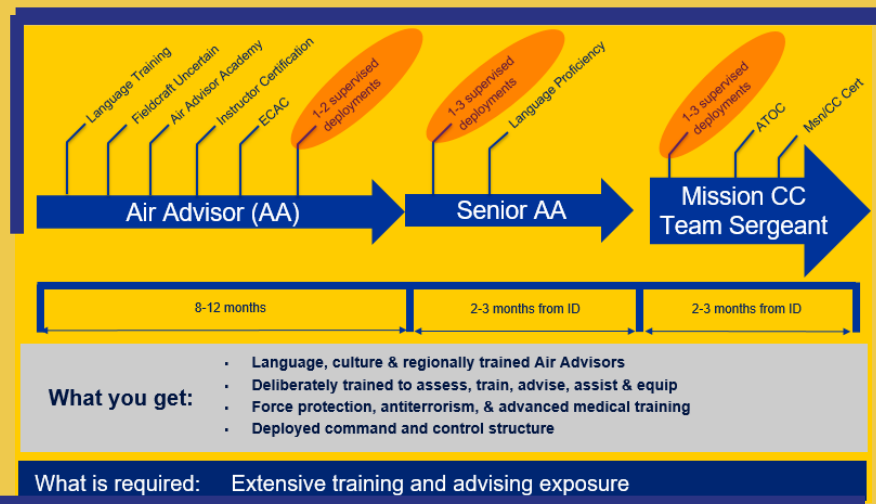 Language Training
Fieldcraft Uncertain
Air Advisor Academy
Instructor Certification
ECAC
1-2 supervised
deployments
1-3 supervised
deployments
Language Proficiency
1-3 supervised
deployments
ATOC
Msn/CC Cert
Air Advisor (AA)
Senior AA
Mission CC
Team Sergeant
8-12 months
2-3 months from ID
2-3 months from ID
What you get:
▪ Language, culture & regionally trained Air Advisors
▪ Deliberately trained to assess, train, advise, assist & equip
▪ Force protection, antiterrorism, & advanced medical training
▪ Deployed command and control structure
What is required: Extensive training and advising exposure